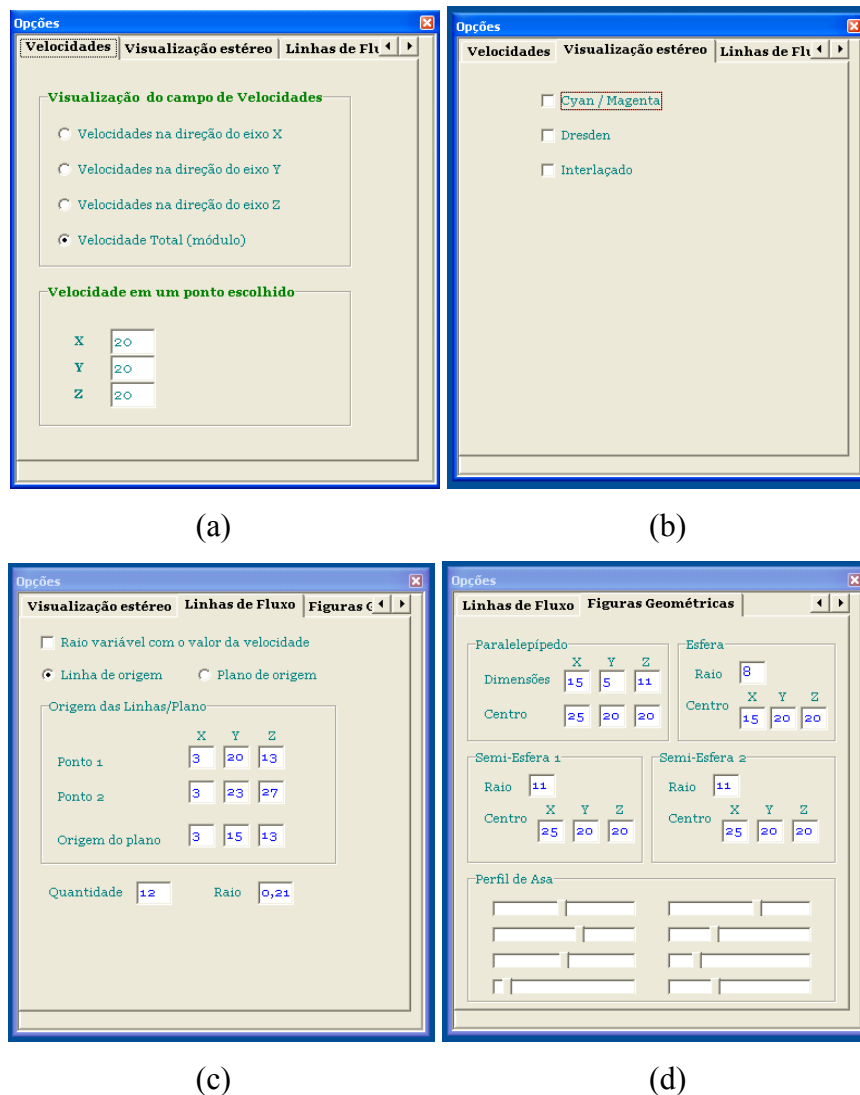 Opções
Velocidades Visualização estéreo Linhas de Flu
Visualização do campo de Velocidades
Velocidades na direção do eixo X
Velocidades na direção do eixo Y
Velocidades na direção do eixo Z
Velocidade Total (módulo)
Velocidade em um ponto escolhido
X 20
Y 20
Z 20
(a)
Opções
Velocidades Visualização estéreo Linhas de Flu
Cyan / Magenta
Dresden
Interlaçado
(b)
Opções
Visualização estéreo Linhas de Fluxo Figuras G
Raio variável com o valor da velocidade
Linha de origem Plano de origem
Origem das Linhas/Plano
X Y Z
Ponto 1 3 20 13
Ponto 2 3 23 27
Origem do plano 3 15 13
Quantidade 12 Raio 0,21
(c)
Opções
Linhas de Fluxo Figuras Geométricas
Paralelepípedo
X Y Z
Dimensões 15 5 11
Centro 25 20 20
Esfera
Raio 8
X Y Z
Centro 15 20 20
Semi-Esfera 1
Raio 11
X Y Z
Centro 25 20 20
Semi-Esfera 2
Raio 11
X Y Z
Centro 25 20 20
Perfil de Asa
(d)